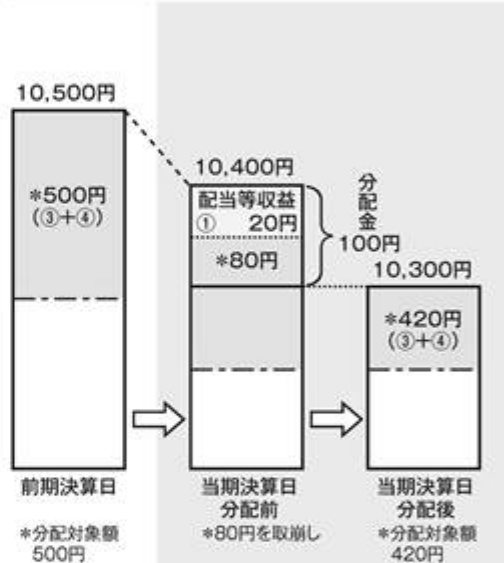 10,500円
*500円
(③+④)
前期決算日
*分配対象額
500円
10,400円
配当等収益
① 20円
*80円
分配金
100円
当期決算日
分配前
*80円を取崩し
10,300円
*420円
(③+④)
当期決算日
分配後
*分配対象額
420円